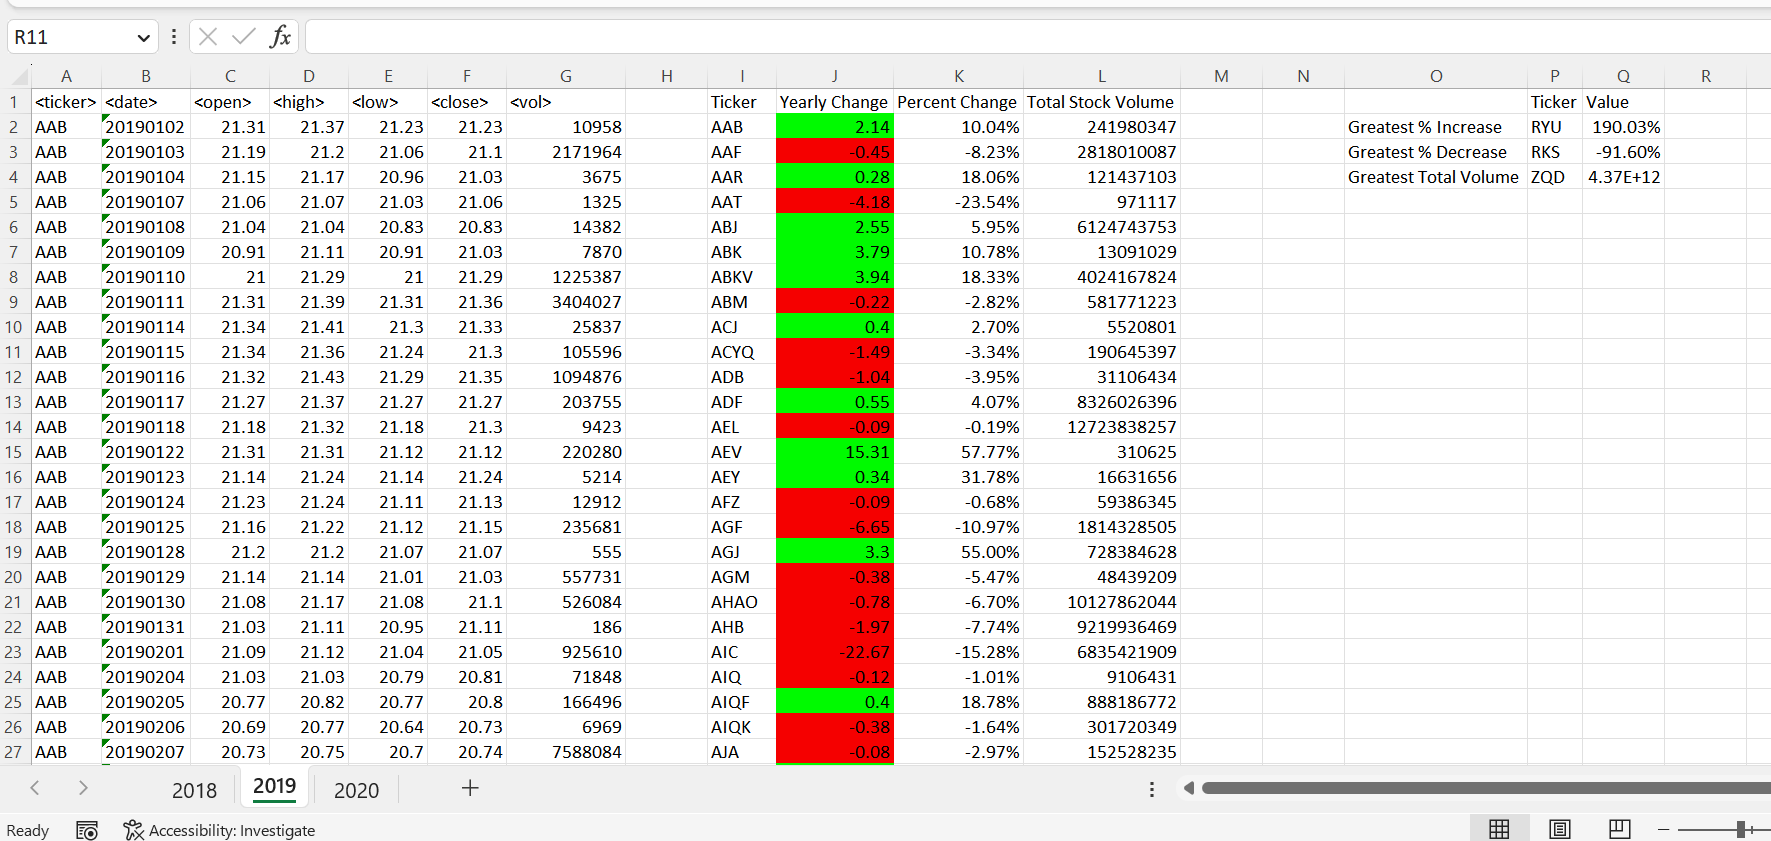 R11 fx
A B C D E F G H I J K L M N O P Q R
1 <ticker> <date> <open> <high> <low> <close> <vol> Ticker Yearly Change Percent Change Total Stock Volume Ticker Value
2 AAB 20190102 21.31 21.37 21.23 21.23 10958 AAB 2.14 10.04% 241980347 Greatest % Increase RYU 190.03%
3 AAB 20190103 21.19 21.2 21.06 21.1 2171964 AAF -0.45 -8.23% 2818010087 Greatest % Decrease RKS -91.60%
4 AAB 20190104 21.15 21.17 20.96 21.03 3675 AAR 0.28 18.06% 121437103 Greatest Total Volume ZQD 4.37E+12
5 AAB 20190107 21.06 21.07 21.03 21.06 1325 AAT -4.18 -23.54% 971117
6 AAB 20190108 21.04 21.04 20.83 20.83 14382 ABJ 2.55 5.95% 6124743753
7 AAB 20190109 20.91 21.11 20.91 21.03 7870 ABK 3.79 10.78% 13091029
8 AAB 20190110 21 21.29 21 21.29 1225387 ABKV 3.94 18.33% 4024167824
9 AAB 20190111 21.31 21.39 21.31 21.36 3404027 ABM -0.22 -2.82% 581771223
10 AAB 20190114 21.34 21.41 21.3 21.33 25837 ACJ 0.4 2.70% 5520801
11 AAB 20190115 21.34 21.36 21.24 21.3 105596 ACYQ -1.49 -3.34% 190645397
12 AAB 20190116 21.32 21.43 21.29 21.35 1094876 ADB -1.04 -3.95% 31106434
13 AAB 20190117 21.27 21.37 21.27 21.27 203755 ADF 0.55 4.07% 8326026396
14 AAB 20190118 21.18 21.32 21.18 21.3 9423 AEL -0.09 -0.19% 12723838257
15 AAB 20190122 21.31 21.31 21.12 21.12 220280 AEV 15.31 57.77% 310625
16 AAB 20190123 21.14 21.24 21.14 21.24 5214 AEY 0.34 31.78% 16631656
17 AAB 20190124 21.23 21.24 21.11 21.13 12912 AFZ -0.09 -0.68% 59386345
18 AAB 20190125 21.16 21.22 21.12 21.15 235681 AGF -6.65 -10.97% 1814328505
19 AAB 20190128 21.2 21.2 21.07 21.07 555 AGJ 3.3 55.00% 728384628
20 AAB 20190129 21.14 21.14 21.01 21.03 557731 AGM -0.38 -5.47% 48439209
21 AAB 20190130 21.08 21.17 21.08 21.1 526084 AHAO -0.78 -6.70% 10127862044
22 AAB 20190131 21.03 21.11 20.95 21.11 186 AHB -1.97 -7.74% 9219936469
23 AAB 20190201 21.09 21.12 21.04 21.05 925610 AIC -22.67 -15.28% 6835421909
24 AAB 20190204 21.03 21.03 20.79 20.81 71848 AIQ -0.12 -1.01% 9106431
25 AAB 20190205 20.77 20.82 20.77 20.8 166496 AIQF 0.4 18.78% 888186772
26 AAB 20190206 20.69 20.77 20.64 20.73 6969 AIQK -0.38 -1.64% 301720349
27 AAB 20190207 20.73 20.75 20.7 20.74 7588084 AJA -0.08 -2.97% 152528235
2018 2019 2020
Ready Accessibility: Investigate